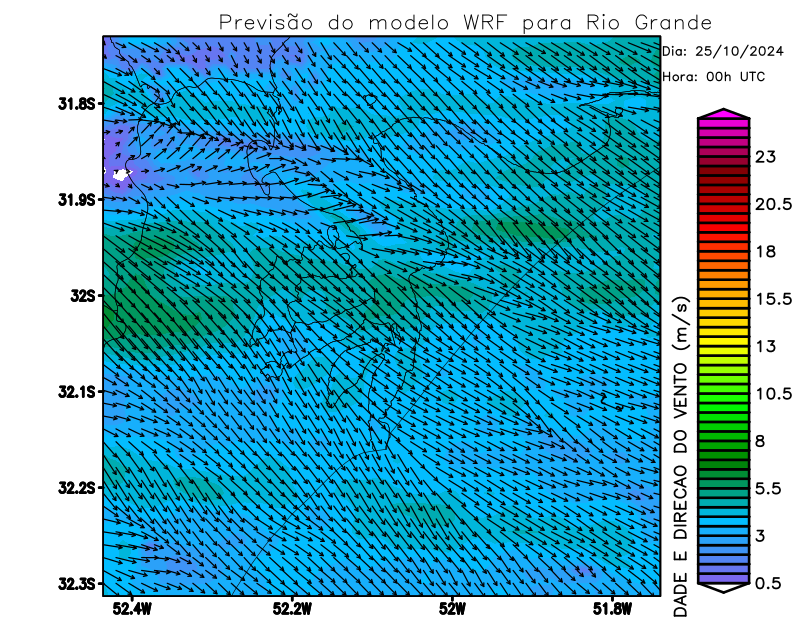 Previsão do modelo WRF para Rio Grande
Dia: 25/10/2024
Hora: 00h UTC
31.8S
31.9S
32S
32.1S
32.2S
32.3S
52.4W
52.2W
52W
51.8W
DADE E DIRECAO DO VENTO (m/s)
23
20.5
18
15.5
13
10.5
8
5.5
3
0.5